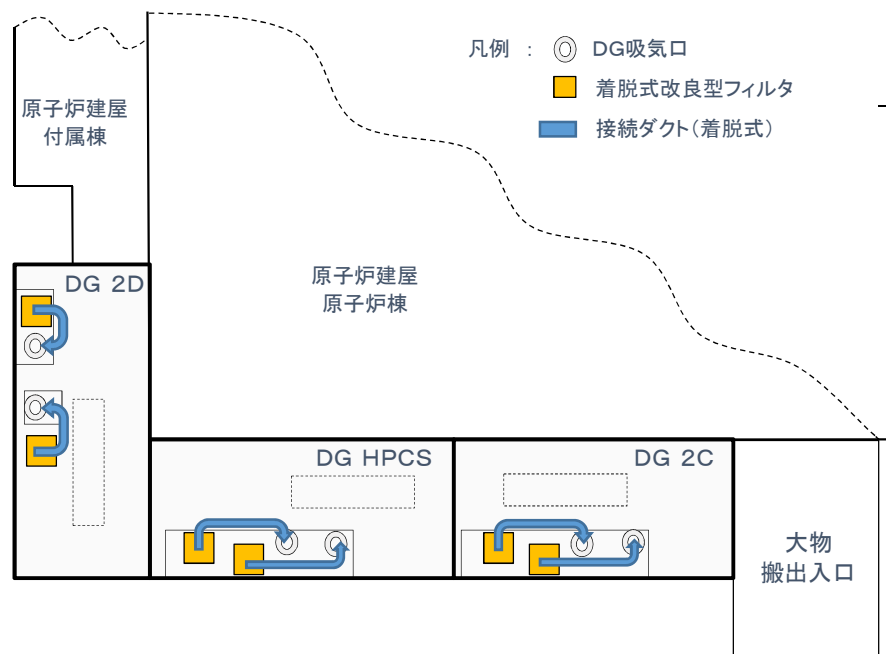 凡例 : DG吸気口
着脱式改良型フィルタ
接続ダクト(着脱式)
原子炉建屋
付属棟
原子炉建屋
原子炉棟
DG 2D
DG HPCS
DG 2C
大物
搬出入口